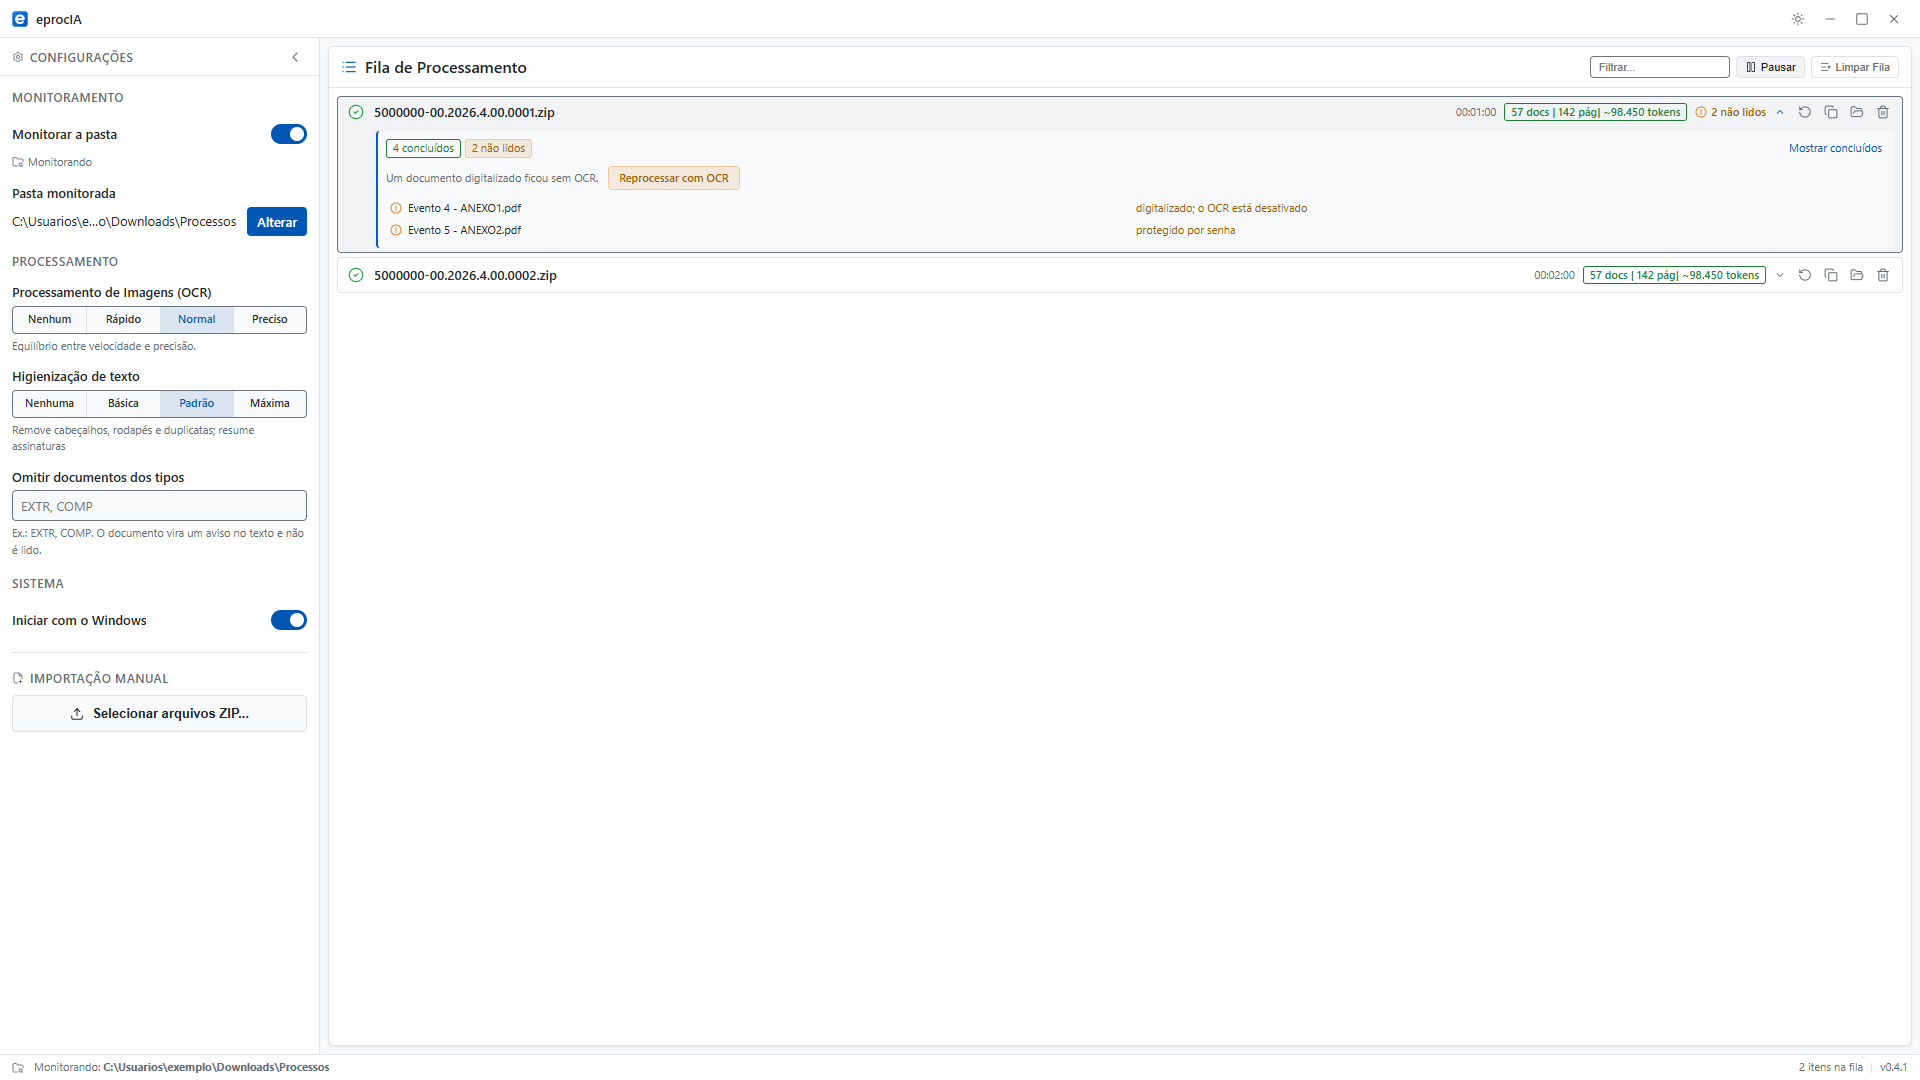 eprocIA
CONFIGURAÇÕES
MONITORAMENTO
Monitorar a pasta
Monitorando
Pasta monitorada
C:\Usuarios\e...o\Downloads\Processos
Alterar
PROCESSAMENTO
Processamento de Imagens (OCR)
Nenhum Rápido Normal Preciso
Equilíbrio entre velocidade e precisão.
Higienização de texto
Nenhuma Básica Padrão Máxima
Remove cabeçalhos, rodapés e duplicatas; resume
assinaturas
Omitir documentos dos tipos
EXTR, COMP
Ex.: EXTR, COMP. O documento vira um aviso no texto e não
é lido.
SISTEMA
Iniciar com o Windows
IMPORTAÇÃO MANUAL
Selecionar arquivos ZIP...
Fila de Processamento
Filtrar...
Pausar
Limpar Fila
5000000-00.2026.4.00.0001.zip
00:01:00
57 docs | 142 pág| ~98.450 tokens
2 não lidos
4 concluídos
2 não lidos
Mostrar concluídos
Um documento digitalizado ficou sem OCR.
Reprocessar com OCR
Evento 4 - ANEXO1.pdf
digitalizado; o OCR está desativado
Evento 5 - ANEXO2.pdf
protegido por senha
5000000-00.2026.4.00.0002.zip
00:02:00
57 docs | 142 pág| ~98.450 tokens
Monitorando: C:\Usuarios\exemplo\Downloads\Processos
2 itens na fila
v0.4.1